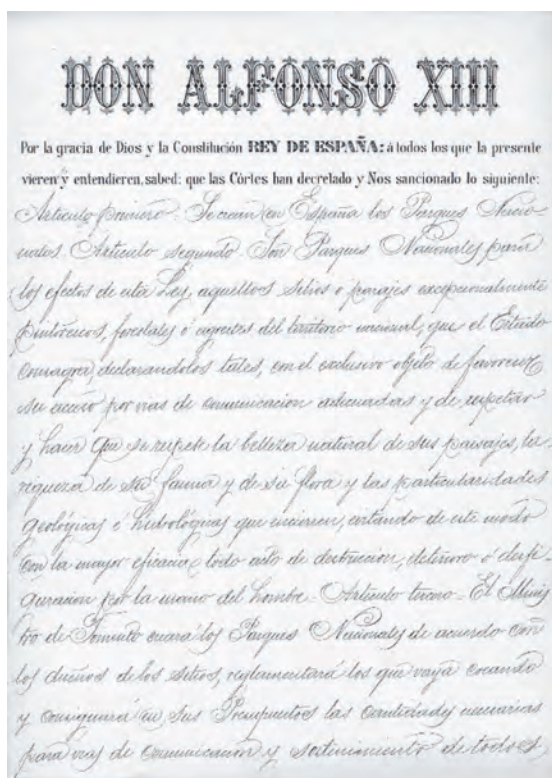 DON ALFONSO XIII
Por la gracia de Dios y la Constitución REY DE ESPAÑA: á todos los que la presente
vieren y entendieren, sabed: que las Córtes han decretado y Nos sancionado lo siguiente:
Artículo primero. Se crean en España los Parques Nacio-
nales. Artículo segundo. Son Parques Nacionales para
los efectos de esta Ley, aquellos sitios o parajes excepcionalmente
pintorescos, forestales ó agrestes del territorio nacional, que el Estado
consagra, declarandolos tales, con el exclusivo objeto de favorecer
su acceso por vias de comunicacion adecuadas y de respetar
y hacer que se respete la belleza natural de sus paisajes, la
riqueza de su fauna y de su flora y las particularidades
geológicas é hidrológicas que encierren, evitando de este modo
con la mayor eficacia todo acto de destruccion, deterioro ó desfi-
guracion por la mano del hombre. Artículo tercero. El Minis
tro de Fomento creará los Parques Nacionales de acuerdo con
los dueños de los sitios, reglamentará los que vaya creando
y consignará en sus Presupuestos las cantidades necesarias
para vias de comunicacion y sostenimiento de todos